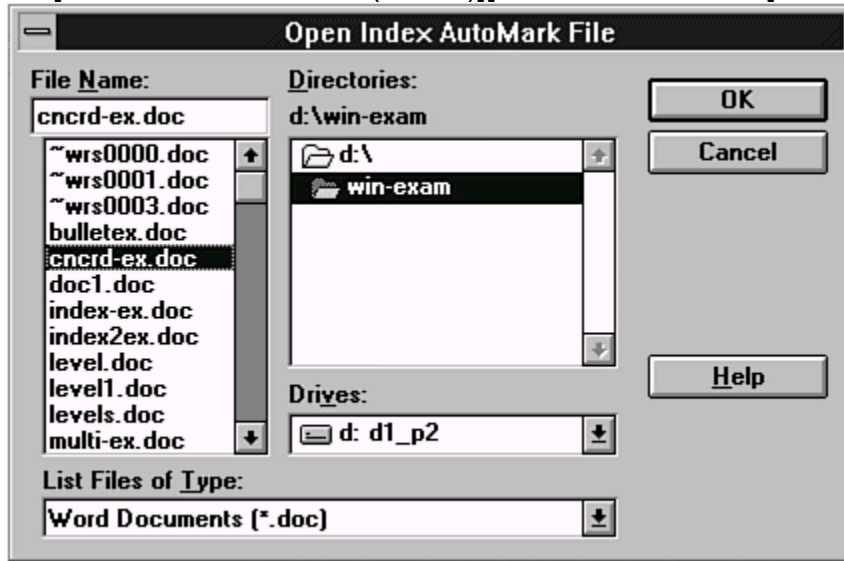 Open Index AutoMark File
File Name:
cncrd-ex.doc
~wrs0000.doc
~wrs0001.doc
~wrs0003.doc
bulletex.doc
cncrd-ex.doc
doc1.doc
index-ex.doc
index2ex.doc
level.doc
level1.doc
levels.doc
multi-ex.doc
Directories:
d:\win-exam
d:\
win-exam
Drives:
d: d1_p2
List Files of Type:
Word Documents (*.doc)
OK
Cancel
Help